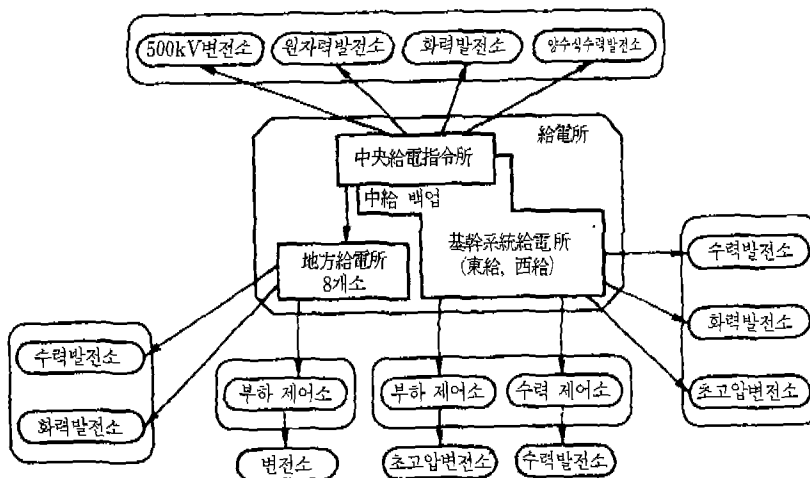 500kV변전소
원자력발전소
화력발전소
양수식수력발전소
給電所
中央給電指令所
中給 백업
基幹系統給電所
(東給, 西給)
地方給電所
8개소
수력발전소
화력발전소
초고압변전소
수력발전소
화력발전소
부하 제어소
부하 제어소
수력 제어소
변전소
초고압변전소
수력발전소